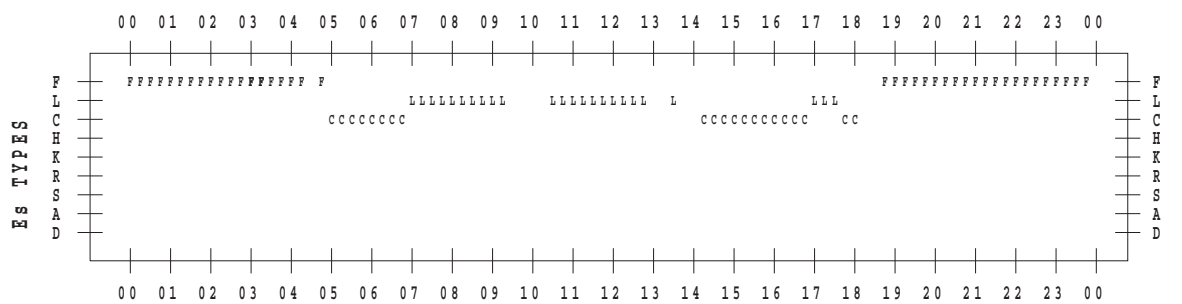 00 01 02 03 04 05 06 07 08 09 10 11 12 13 14 15 16 17 18 19 20 21 22 23 00
Es TYPES
F FFFFFFFFFFFFFFFFFF F FFFFFFFFFFFFFFFFFFFFF F
L LLLLLLLLLL LLLLLLLLLL L LLL L
C CCCCCCCC CCCCCCCCCCC CC C
H H
K K
R R
S S
A A
D D
00 01 02 03 04 05 06 07 08 09 10 11 12 13 14 15 16 17 18 19 20 21 22 23 00